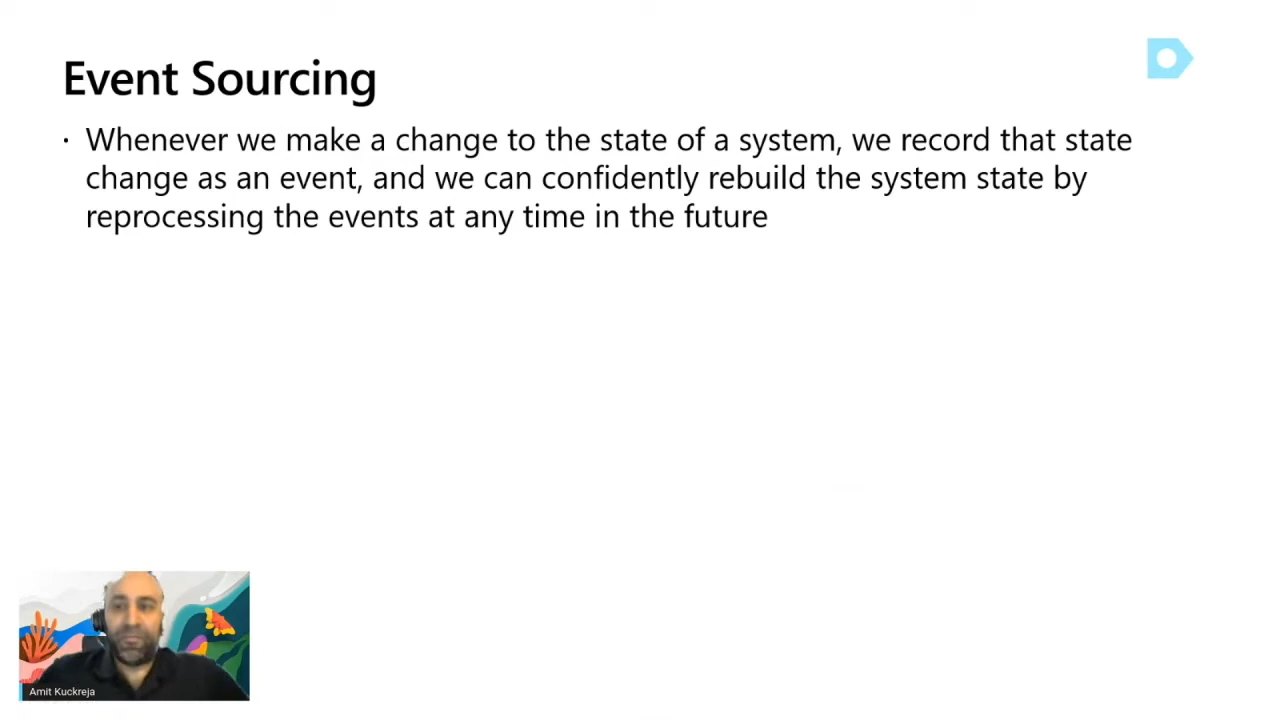 Event Sourcing
· Whenever we make a change to the state of a system, we record that state
change as an event, and we can confidently rebuild the system state by
reprocessing the events at any time in the future
Amit Kuckreja